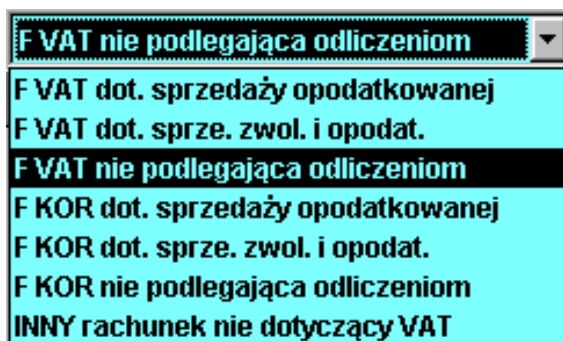 F VAT nie podlegająca odliczeniom
F VAT dot. sprzedaży opodatkowanej
F VAT dot. sprze. zwol. i opodat.
F VAT nie podlegająca odliczeniom
F KOR dot. sprzedaży opodatkowanej
F KOR dot. sprze. zwol. i opodat.
F KOR nie podlegająca odliczeniom
INNY rachunek nie dotyczący VAT